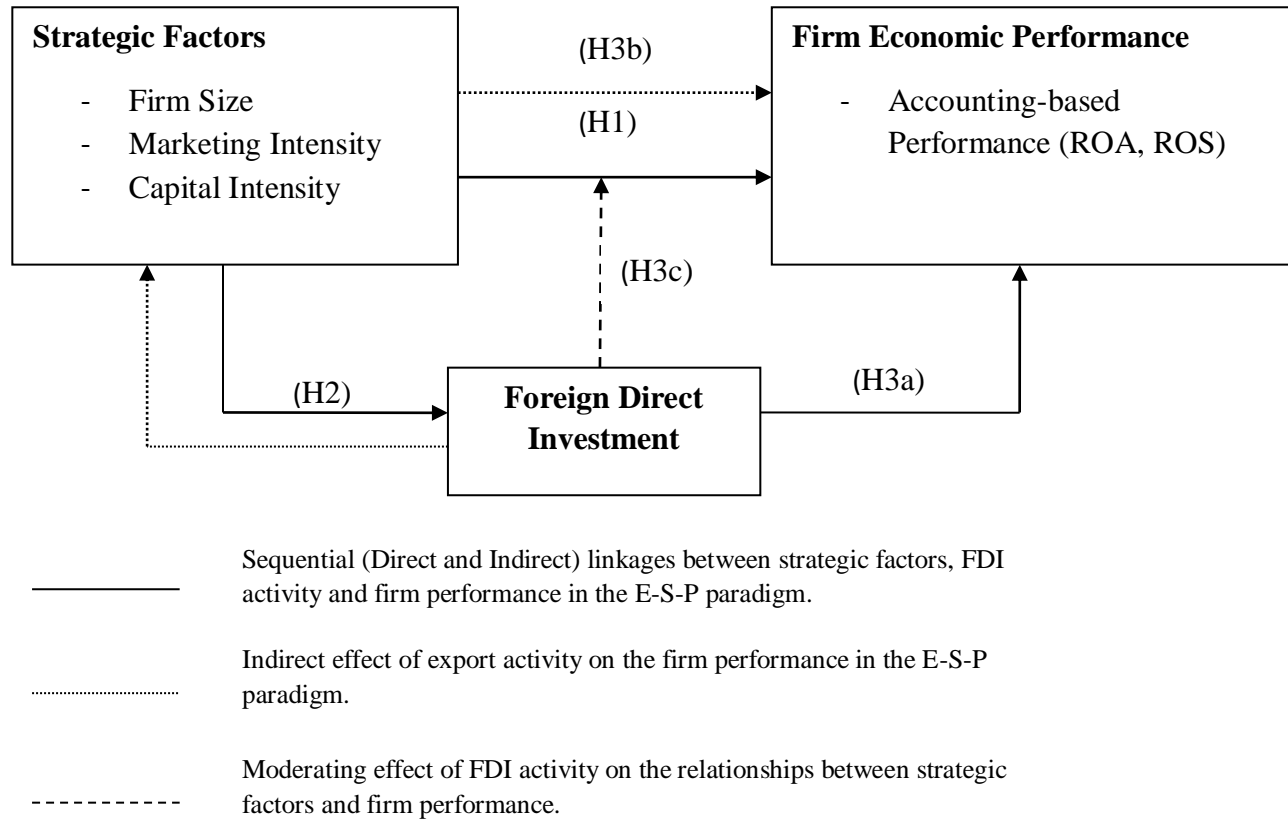 Strategic Factors
- Firm Size
- Marketing Intensity
- Capital Intensity
(H3b)
(H1)
Firm Economic Performance
- Accounting-based
Performance (ROA, ROS)
(H3c)
(H2)
Foreign Direct
Investment
(H3a)
Sequential (Direct and Indirect) linkages between strategic factors, FDI
activity and firm performance in the E-S-P paradigm.
Indirect effect of export activity on the firm performance in the E-S-P
paradigm.
Moderating effect of FDI activity on the relationships between strategic
factors and firm performance.